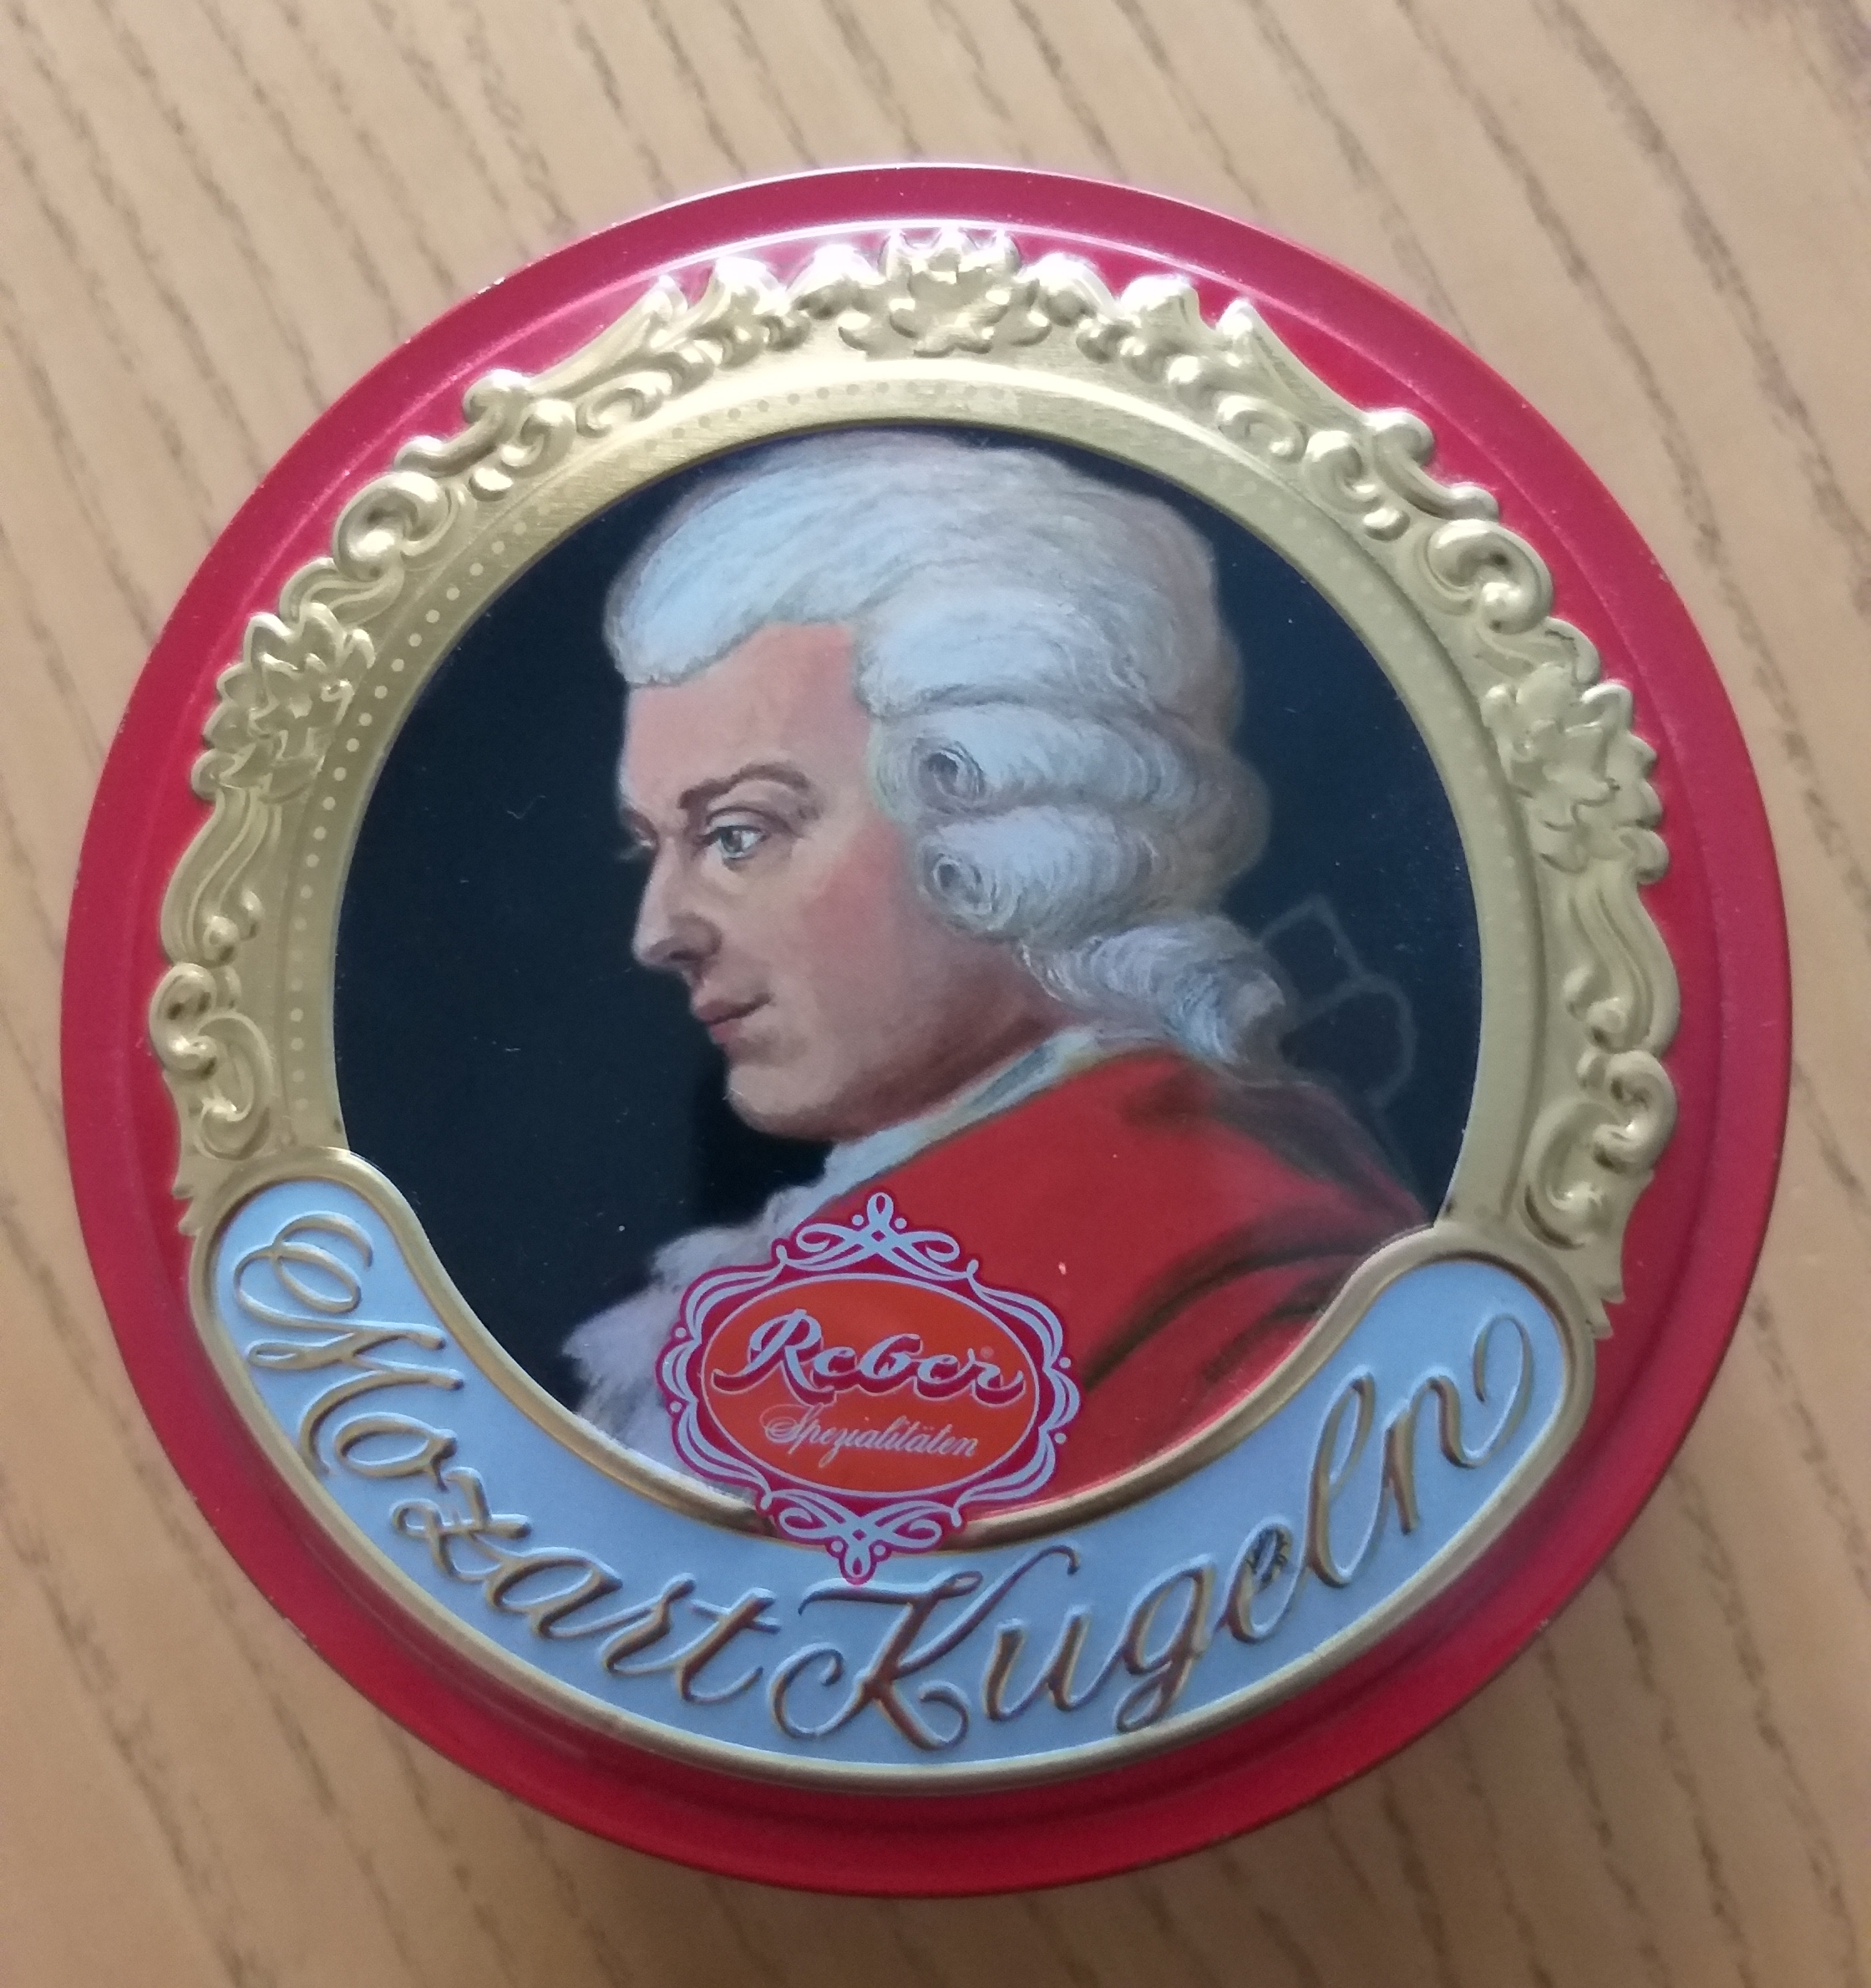 Reber
Spezialitäten
Mozart Kugeln